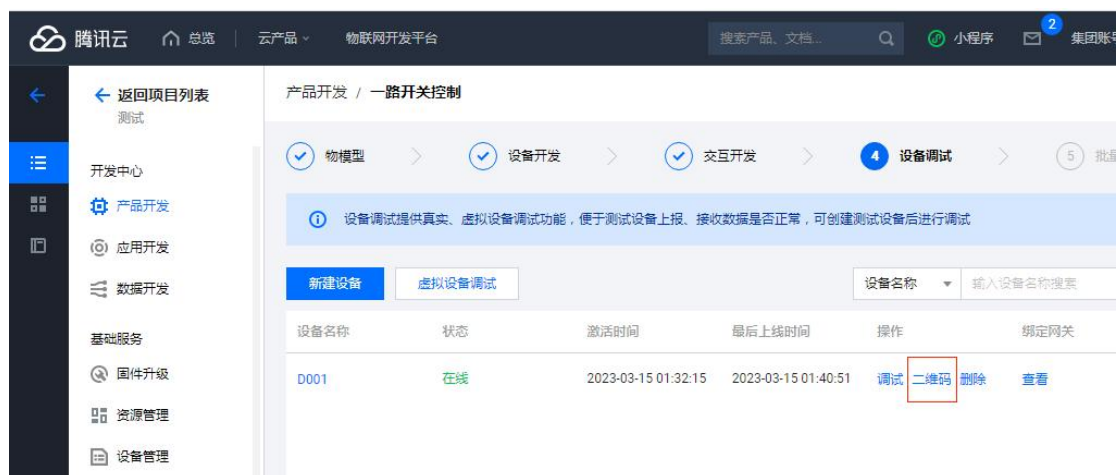 腾讯云 总览 云产品 物联网开发平台 搜索产品、文档... 小程序 2 集团账号
返回项目列表
测试
产品开发 / 一路开关控制
物模型 设备开发 交互开发 4 设备调试 5 批量
开发中心
产品开发
设备调试提供真实、虚拟设备调试功能，便于测试设备上报、接收数据是否正常，可创建测试设备后进行调试
应用开发
数据开发
新建设备 虚拟设备调试 设备名称 输入设备名称搜索
基础服务
设备名称 状态 激活时间 最后上线时间 操作 绑定网关
固件升级
D001 在线 2023-03-15 01:32:15 2023-03-15 01:40:51 调试 二维码 删除 查看
资源管理
设备管理